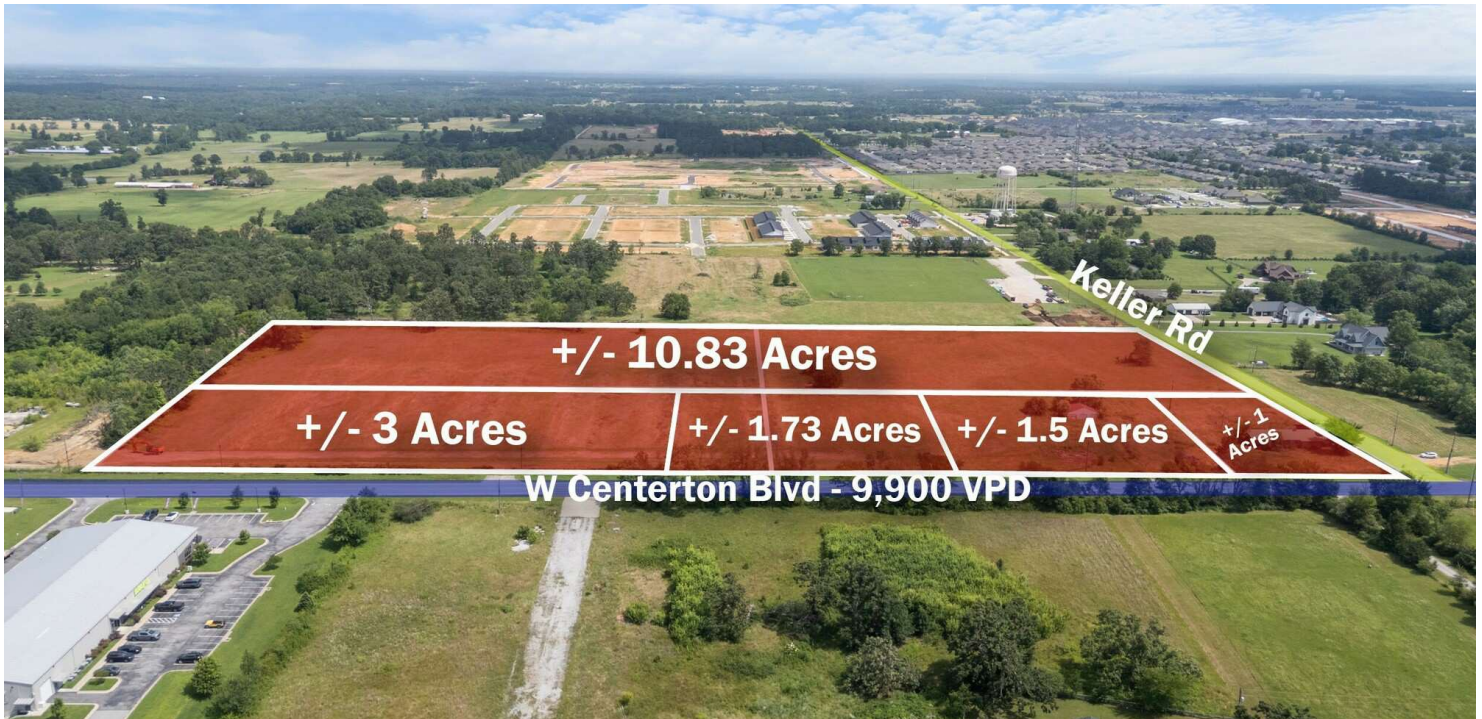 Keller Rd
+/- 10.83 Acres
+/- 3 Acres
+/- 1.73 Acres
+/- 1.5 Acres
+/- 1
Acres
W Centerton Blvd - 9,900 VPD